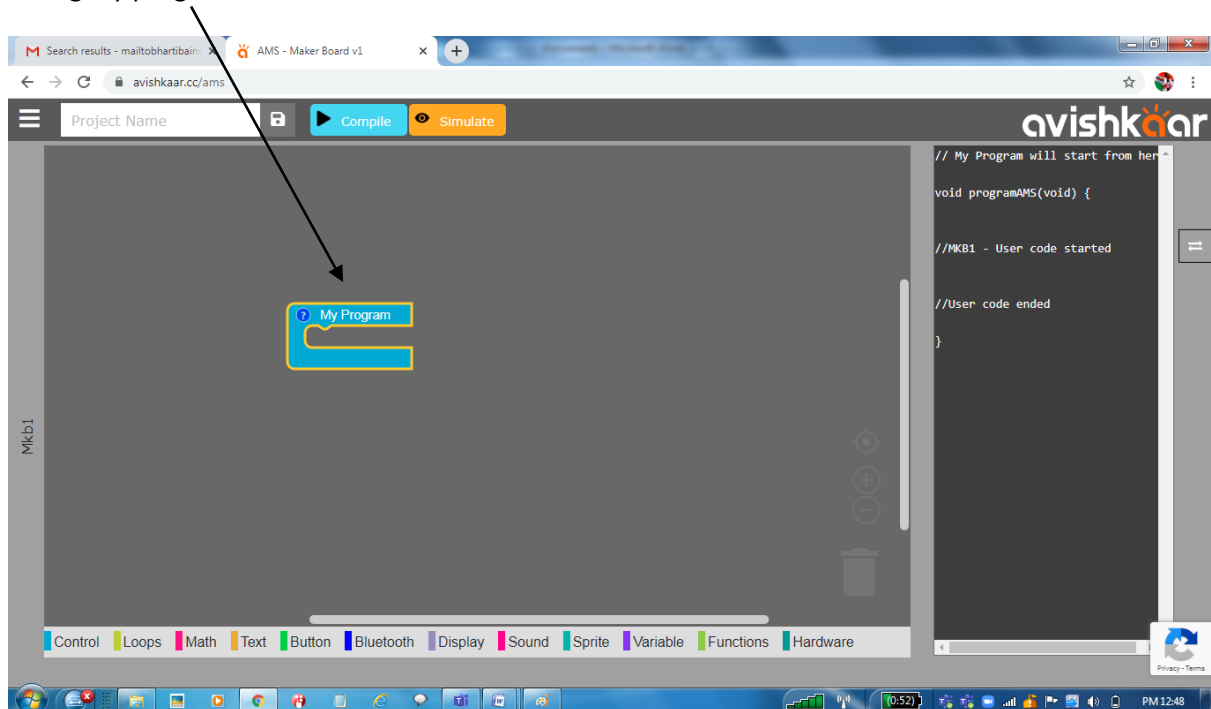 Search results - mailtobhartibain
AMS - Maker Board v1
avishkaar.cc/ams
Project Name
Compile
Simulate
avishkaar
// My Program will start from her
void programAMS(void) {
//MKB1 - User code started
//User code ended
}
? My Program
Mkb1
Control Loops Math Text Button Bluetooth Display Sound Sprite Variable Functions Hardware
Privacy - Terms
(0:52)
PM 12:48